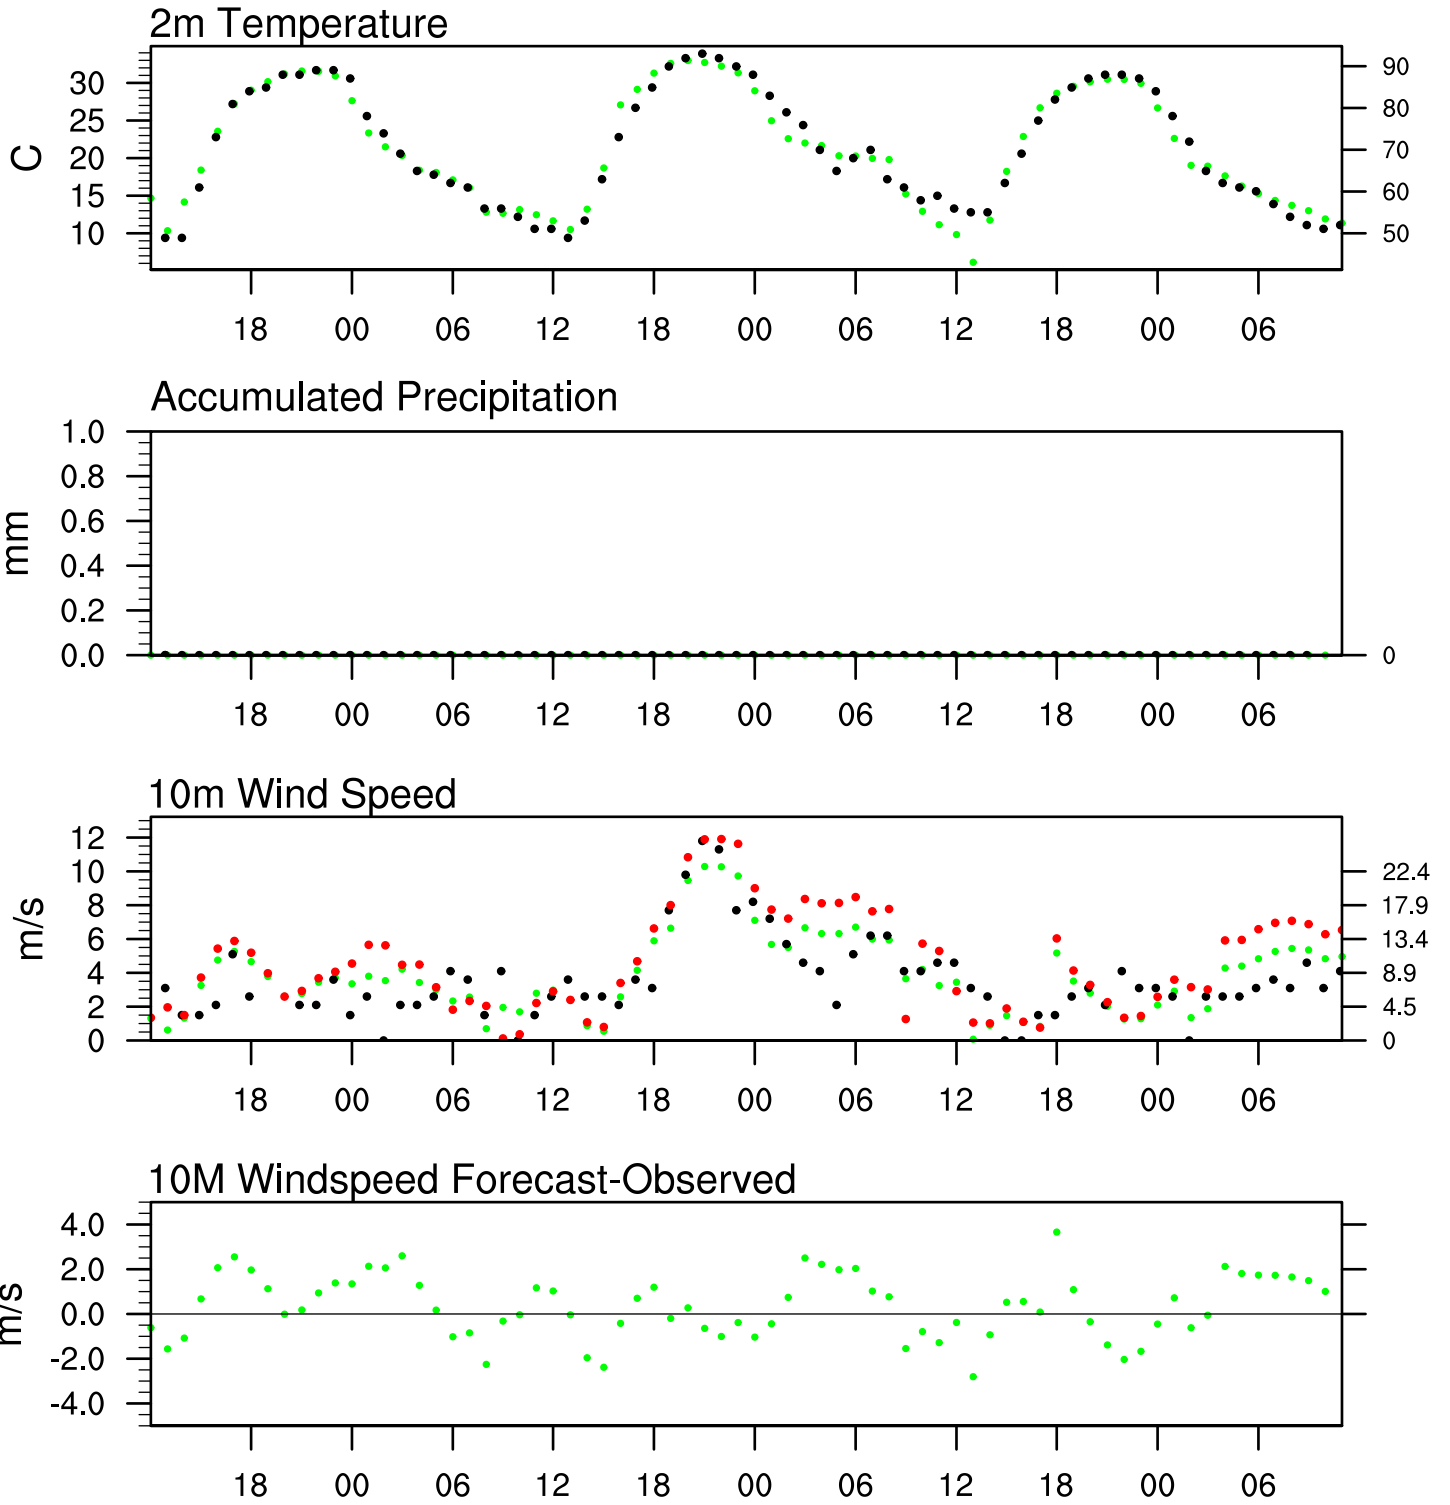 2m Temperature
30
25
20
15
10
C
90
80
70
60
50
18 00 06 12 18 00 06 12 18 00 06
Accumulated Precipitation
1.0
0.8
0.6
0.4
0.2
0.0
mm
0
18 00 06 12 18 00 06 12 18 00 06
10m Wind Speed
12
10
8
6
4
2
0
m/s
22.4
17.9
13.4
8.9
4.5
0
18 00 06 12 18 00 06 12 18 00 06
10M Windspeed Forecast-Observed
4.0
2.0
0.0
-2.0
-4.0
m/s
18 00 06 12 18 00 06 12 18 00 06